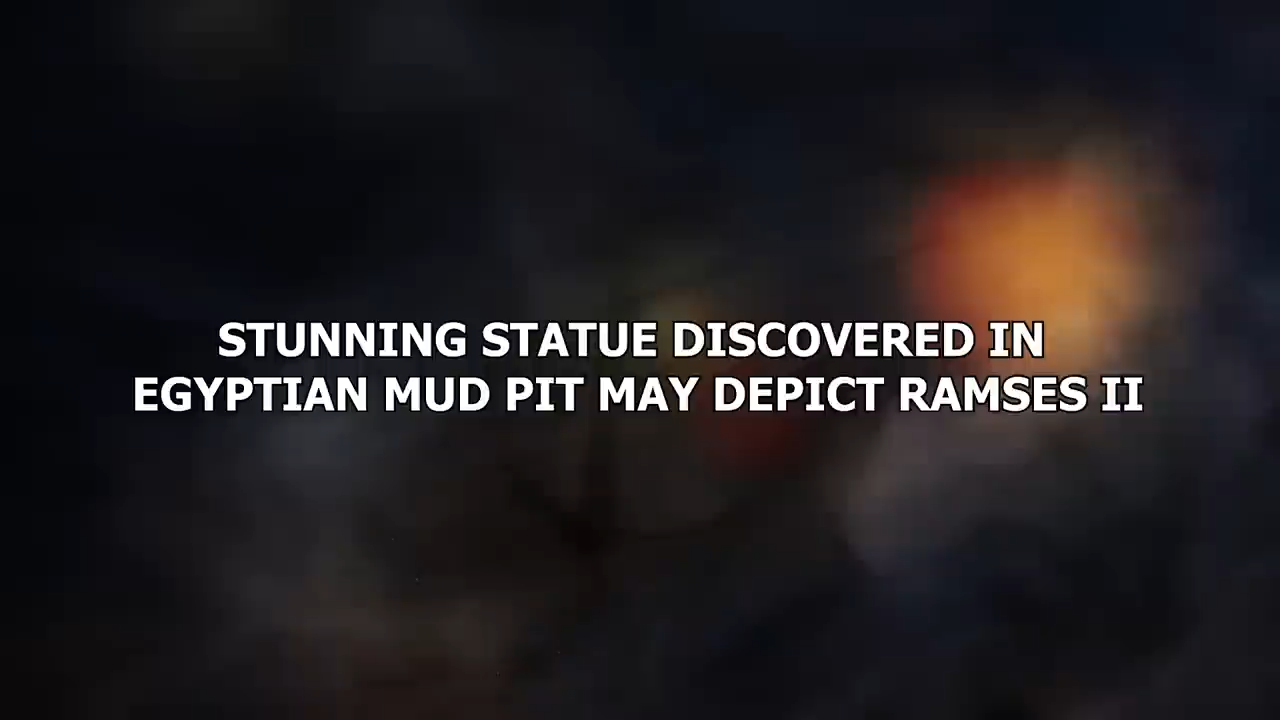 STUNNING STATUE DISCOVERED IN
EGYPTIAN MUD PIT MAY DEPICT RAMSES II